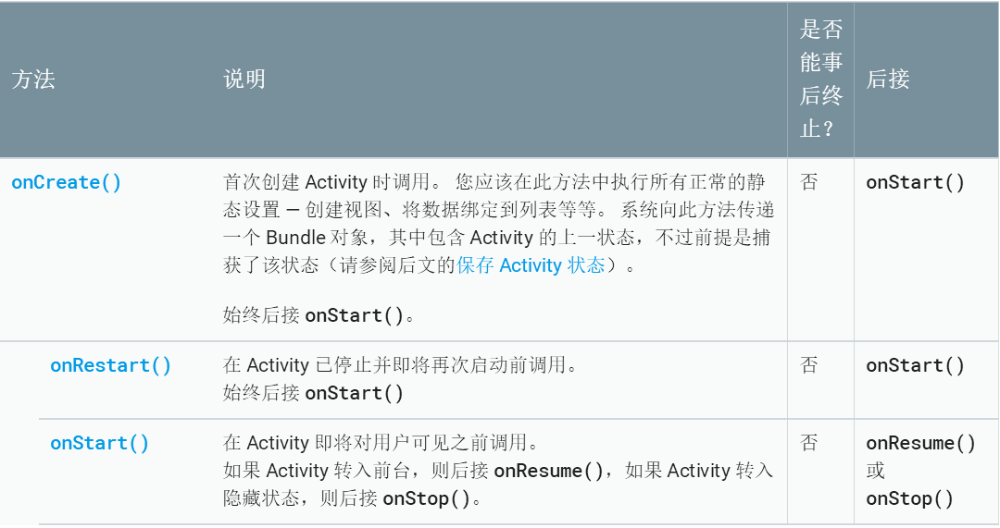 方法
说明
是否
能事
后终
止？
后接
onCreate()
首次创建 Activity 时调用。 您应该在此方法中执行所有正常的静
态设置 — 创建视图、将数据绑定到列表等等。 系统向此方法传递
一个 Bundle 对象，其中包含 Activity 的上一状态，不过前提是捕
获了该状态（请参阅后文的保存 Activity 状态）。
始终后接 onStart()。
否
onStart()
onRestart()
在 Activity 已停止并即将再次启动前调用。
始终后接 onStart()
否
onStart()
onStart()
在 Activity 即将对用户可见之前调用。
如果 Activity 转入前台，则后接 onResume()，如果 Activity 转入
隐藏状态，则后接 onStop()。
否
onResume()
或
onStop()